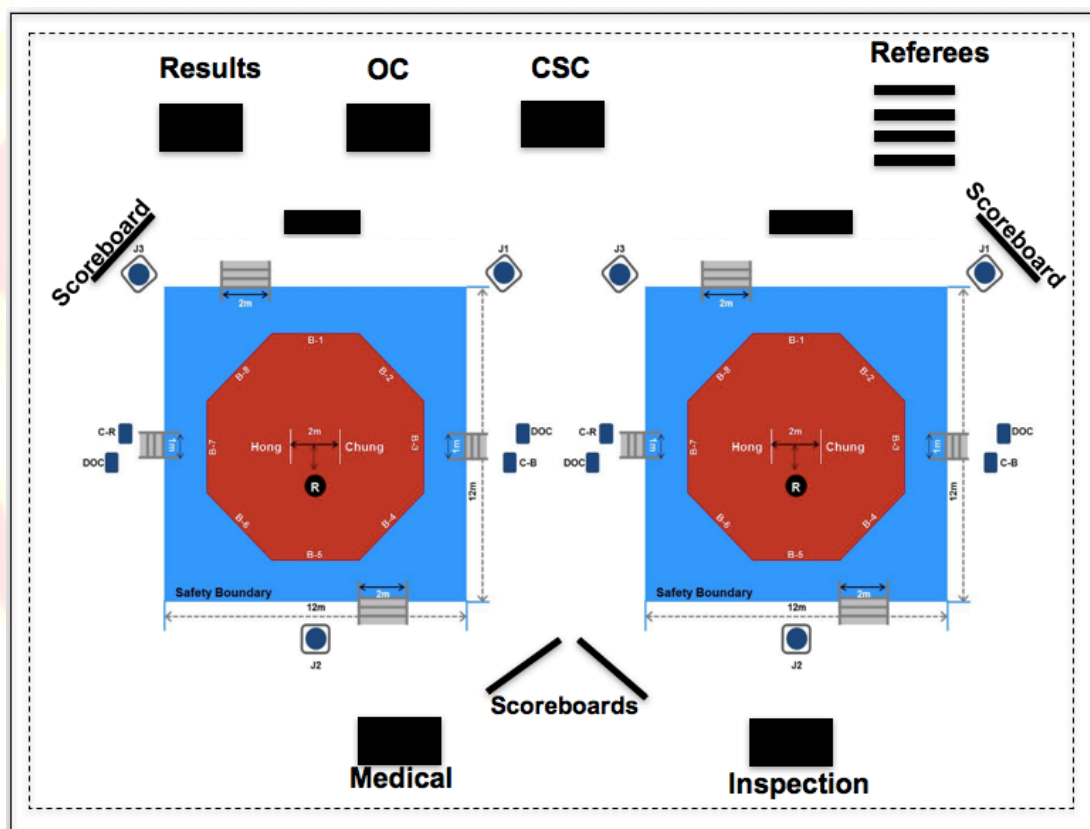 Results
OC
CSC
Referees
Scoreboard
Scoreboard
J3
J1
J3
J1
2m
2m
B-1
B-1
B-8
B-2
B-8
B-2
C-R
DOC
C-R
DOC
1m
B-7
Hong
2m
Chung
B-3
1m
1m
B-7
Hong
2m
Chung
B-3
1m
DOC
C-B
DOC
C-B
R
R
12m
12m
B-6
B-4
B-6
B-4
B-5
B-5
Safety Boundary
2m
Safety Boundary
2m
12m
12m
J2
J2
Scoreboards
Medical
Inspection